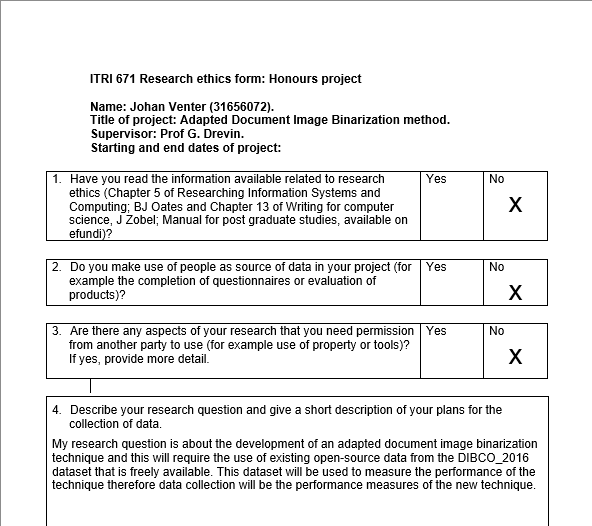 ITRI 671 Research ethics form: Honours project
Name: Johan Venter (31656072).
Title of project: Adapted Document Image Binarization method.
Supervisor: Prof G. Drevin.
Starting and end dates of project:
1. Have you read the information available related to research Yes No
ethics (Chapter 5 of Researching Information Systems and
Computing; BJ Oates and Chapter 13 of Writing for computer X
science, J Zobel; Manual for post graduate studies, available on
efundi)?
2. Do you make use of people as source of data in your project (for Yes No
example the completion of questionnaires or evaluation of
products)? X
3. Are there any aspects of your research that you need permission Yes No
from another party to use (for example use of property or tools)?
If yes, provide more detail. X
4. Describe your research question and give a short description of your plans for the
collection of data.
My research question is about the development of an adapted document image binarization
technique and this will require the use of existing open-source data from the DIBCO_2016
dataset that is freely available. This dataset will be used to measure the performance of the
technique therefore data collection will be the performance measures of the new technique.